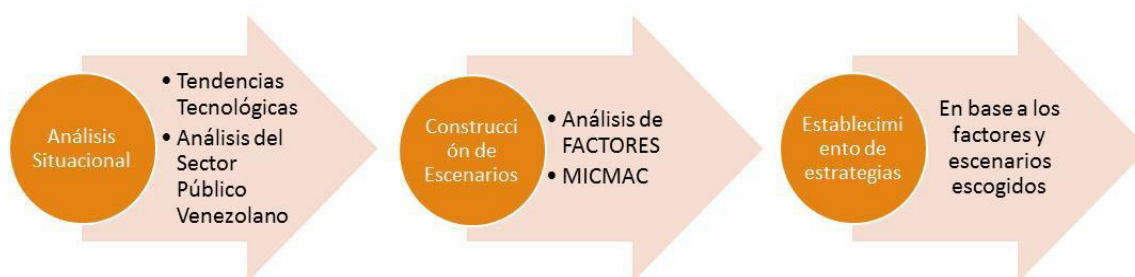 Análisis
Situacional
• Tendencias
Tecnológicas
• Análisis del
Sector
Público
Venezolano
Construcci
ón de
Escenarios
• Análisis de
FACTORES
• MICMAC
Establecimi
ento de
estrategias
En base a los
factores y
escenarios
escogidos